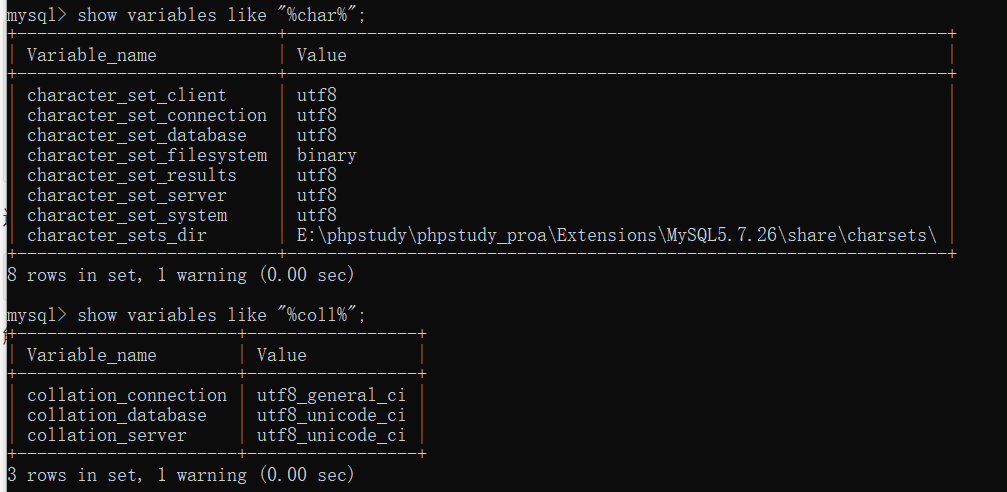 mysql> show variables like "%char%";
+--------------------------+---------------------------------------------------------------+
| Variable_name | Value |
+--------------------------+---------------------------------------------------------------+
| character_set_client | utf8 |
| character_set_connection | utf8 |
| character_set_database | utf8 |
| character_set_filesystem | binary |
| character_set_results | utf8 |
| character_set_server | utf8 |
| character_set_system | utf8 |
| character_sets_dir | E:\phpstudy\phpstudy_proa\Extensions\MySQL5.7.26\share\charsets\ |
+--------------------------+---------------------------------------------------------------+
8 rows in set, 1 warning (0.00 sec)
mysql> show variables like "%coll%";
+----------------------+-----------------+
| Variable_name | Value |
+----------------------+-----------------+
| collation_connection | utf8_general_ci |
| collation_database | utf8_unicode_ci |
| collation_server | utf8_unicode_ci |
+----------------------+-----------------+
3 rows in set, 1 warning (0.00 sec)